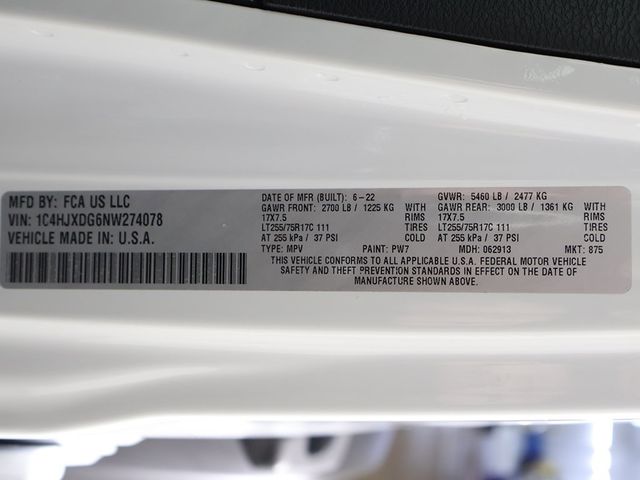 MFD BY: FCA US LLC
VIN: 1C4HJXDG6NW274078
VEHICLE MADE IN: U.S.A.
DATE OF MFR (BUILT): 6-22 GVWR: 5460 LB / 2477 KG
GAWR FRONT: 2700 LB / 1225 KG WITH GAWR REAR: 3000 LB / 1361 KG WITH
17X7.5 RIMS 17X7.5 RIMS
LT255/75R17C 111 TIRES LT255/75R17C 111 TIRES
AT 255 kPa / 37 PSI COLD AT 255 kPa / 37 PSI COLD
TYPE: MPV PAINT: PW7 MDH: 062913 MKT: 875
THIS VEHICLE CONFORMS TO ALL APPLICABLE U.S.A. FEDERAL MOTOR VEHICLE
SAFETY AND THEFT PREVENTION STANDARDS IN EFFECT ON THE DATE OF
MANUFACTURE SHOWN ABOVE.